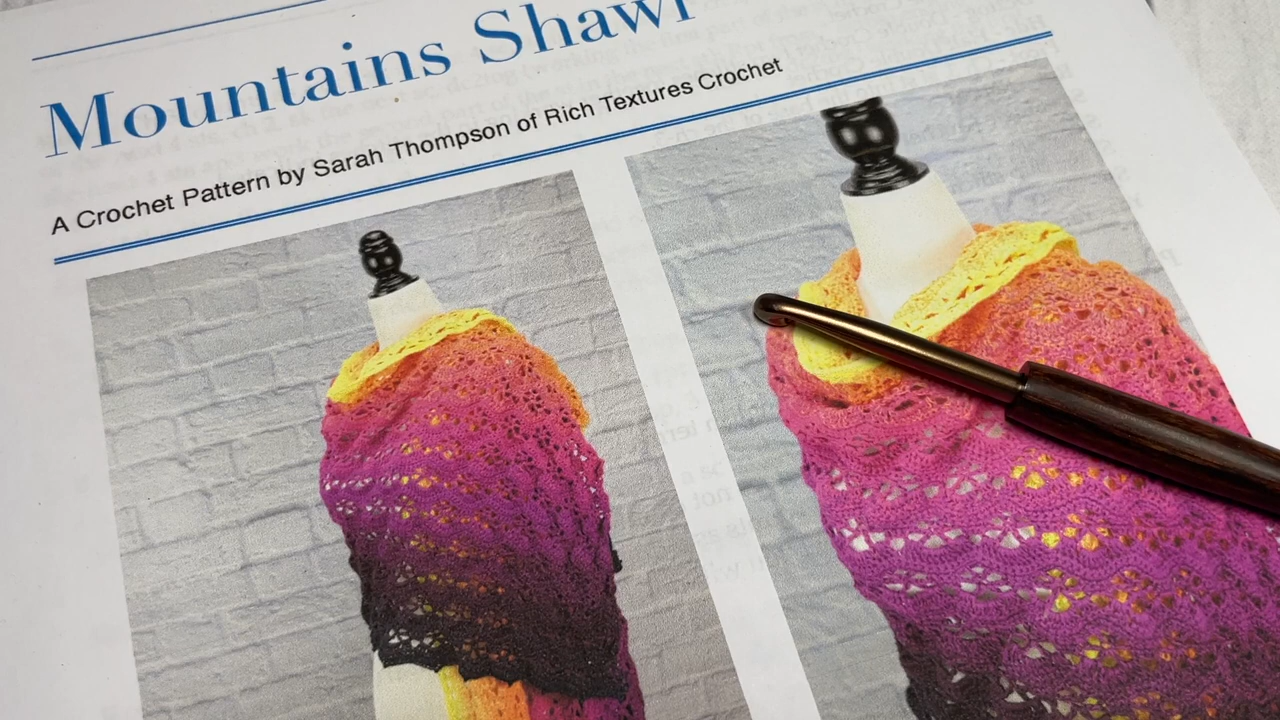 Mountains Shawl
A Crochet Pattern by Sarah Thompson of Rich Textures Crochet